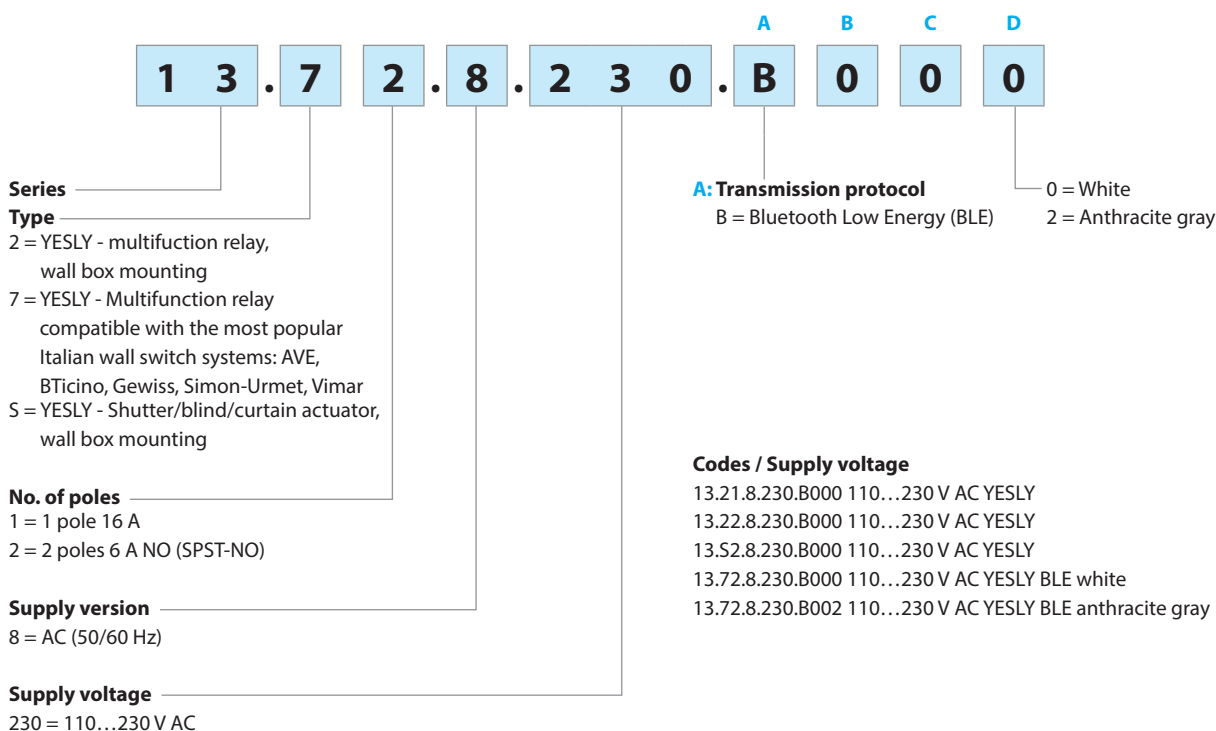 A B C D
1 3 . 7 2 . 8 . 2 3 0 . B 0 0 0
Series
Type
2 = YESLY - multifuction relay,
wall box mounting
7 = YESLY - Multifunction relay
compatible with the most popular
Italian wall switch systems: AVE,
BTicino, Gewiss, Simon-Urmet, Vimar
S = YESLY - Shutter/blind/curtain actuator,
wall box mounting
No. of poles
1 = 1 pole 16 A
2 = 2 poles 6 A NO (SPST-NO)
Supply version
8 = AC (50/60 Hz)
Supply voltage
230 = 110…230 V AC
A: Transmission protocol
B = Bluetooth Low Energy (BLE)
0 = White
2 = Anthracite gray
Codes / Supply voltage
13.21.8.230.B000 110…230 V AC YESLY
13.22.8.230.B000 110…230 V AC YESLY
13.S2.8.230.B000 110…230 V AC YESLY
13.72.8.230.B000 110…230 V AC YESLY BLE white
13.72.8.230.B002 110…230 V AC YESLY BLE anthracite gray